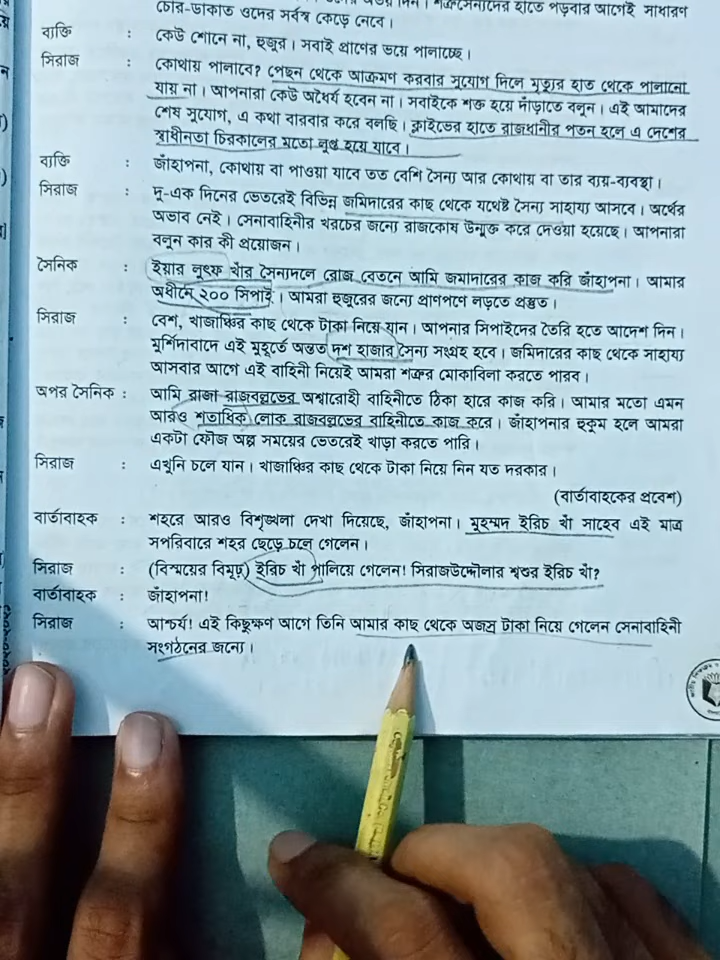 চোর-ডাকাত ওদের সর্বস্ব কেড়ে নেবে।
ব্যক্তি : কেউ শোনে না, হুজুর। সবাই প্রাণের ভয়ে পালাচ্ছে।
সিরাজ : কোথায় পালাবে? পেছন থেকে আক্রমণ করবার সুযোগ দিলে মৃত্যুর হাত থেকে পালানো
যায় না। আপনারা কেউ অধৈর্য হবেন না। সবাইকে শক্ত হয়ে দাঁড়াতে বলুন। এই আমাদের
শেষ সুযোগ, এ কথা বারবার করে বলছি। ক্লাইভের হাতে রাজধানীর পতন হলে এ দেশের
স্বাধীনতা চিরকালের মতো লুপ্ত হয়ে যাবে।
ব্যক্তি : জাঁহাপনা, কোথায় বা পাওয়া যাবে তত বেশি সৈন্য আর কোথায় বা তার ব্যয়-ব্যবস্থা।
সিরাজ : দু-এক দিনের ভেতরেই বিভিন্ন জমিদারের কাছ থেকে যথেষ্ট সৈন্য সাহায্য আসবে। অর্থের
অভাব নেই। সেনাবাহিনীর খরচের জন্যে রাজকোষ উন্মুক্ত করে দেওয়া হয়েছে। আপনারা
বলুন কার কী প্রয়োজন।
সৈনিক : ইয়ার লুৎফ খাঁর সৈন্যদলে রোজ বেতনে আমি জমাদারের কাজ করি জাঁহাপনা। আমার
অধীনে ২০০ সিপাই। আমরা হুজুরের জন্যে প্রাণপণে লড়তে প্রস্তুত।
সিরাজ : বেশ, খাজাঞ্চির কাছ থেকে টাকা নিয়ে যান। আপনার সিপাইদের তৈরি হতে আদেশ দিন।
মুর্শিদাবাদে এই মুহূর্তে অন্তত দশ হাজার সৈন্য সংগ্রহ হবে। জমিদারের কাছ থেকে সাহায্য
আসবার আগে এই বাহিনী নিয়েই আমরা শত্রুর মোকাবিলা করতে পারব।
অপর সৈনিক : আমি রাজা রাজবল্লভের অশ্বারোহী বাহিনীতে ঠিকা হারে কাজ করি। আমার মতো এমন
আরও শতাধিক লোক রাজবল্লভের বাহিনীতে কাজ করে। জাঁহাপনার হুকুম হলে আমরা
একটা ফৌজ অল্প সময়ের ভেতরেই খাড়া করতে পারি।
সিরাজ : এখুনি চলে যান। খাজাঞ্চির কাছ থেকে টাকা নিয়ে নিন যত দরকার।
(বার্তাবাহকের প্রবেশ)
বার্তাবাহক : শহরে আরও বিশৃঙ্খলা দেখা দিয়েছে, জাঁহাপনা। মুহম্মদ ইরিচ খাঁ সাহেব এই মাত্র
সপরিবারে শহর ছেড়ে চলে গেলেন।
সিরাজ : (বিস্ময়ের বিমূঢ়) ইরিচ খাঁ পালিয়ে গেলেন! সিরাজউদ্দৌলার শ্বশুর ইরিচ খাঁ?
বার্তাবাহক : জাঁহাপনা!
সিরাজ : আশ্চর্য! এই কিছুক্ষণ আগে তিনি আমার কাছ থেকে অজস্র টাকা নিয়ে গেলেন সেনাবাহিনী
সংগঠনের জন্যে।